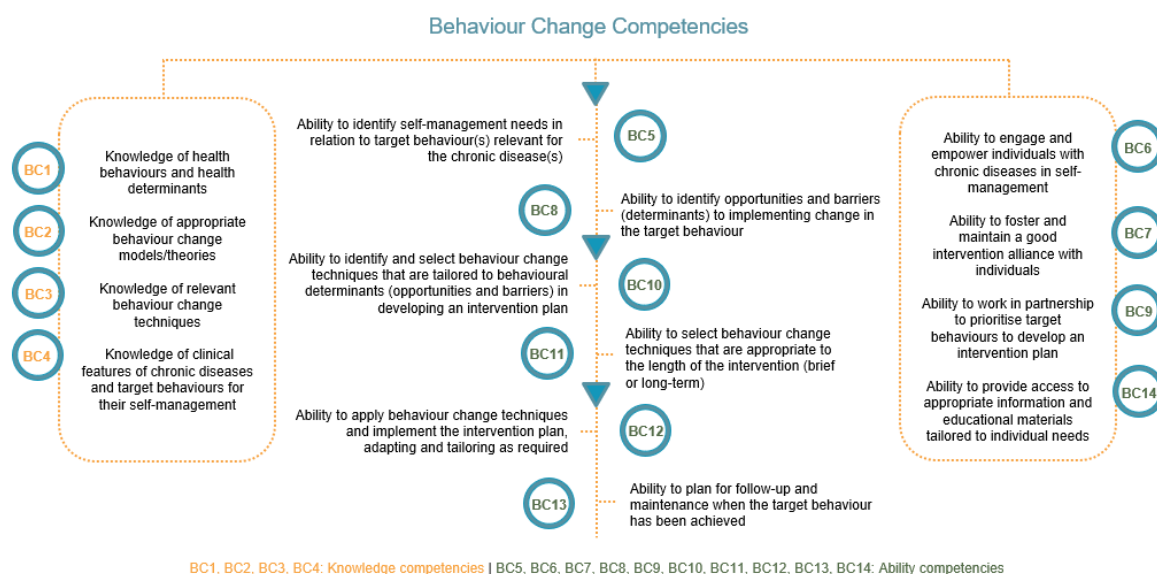 Behaviour Change Competencies
BC1
Knowledge of health
behaviours and health
determinants
BC2
Knowledge of appropriate
behaviour change
models/theories
BC3
Knowledge of relevant
behaviour change
techniques
BC4
Knowledge of clinical
features of chronic diseases
and target behaviours for
their self-management
Ability to identify self-management needs in
relation to target behaviour(s) relevant for
the chronic disease(s)
BC5
BC8
Ability to identify opportunities and barriers
(determinants) to implementing change in
the target behaviour
Ability to identify and select behaviour change
techniques that are tailored to behavioural
determinants (opportunities and barriers) in
developing an intervention plan
BC10
BC11
Ability to select behaviour change
techniques that are appropriate to
the length of the intervention (brief
or long-term)
Ability to apply behaviour change techniques
and implement the intervention plan,
adapting and tailoring as required
BC12
BC13
Ability to plan for follow-up and
maintenance when the target behaviour
has been achieved
Ability to engage and
empower individuals with
chronic diseases in self-
management
BC6
Ability to foster and
maintain a good
intervention alliance with
individuals
BC7
Ability to work in partnership
to prioritise target
behaviours to develop an
intervention plan
BC9
Ability to provide access to
appropriate information and
educational materials
tailored to individual needs
BC14
BC1, BC2, BC3, BC4: Knowledge competencies | BC5, BC6, BC7, BC8, BC9, BC10, BC11, BC12, BC13, BC14: Ability competencies